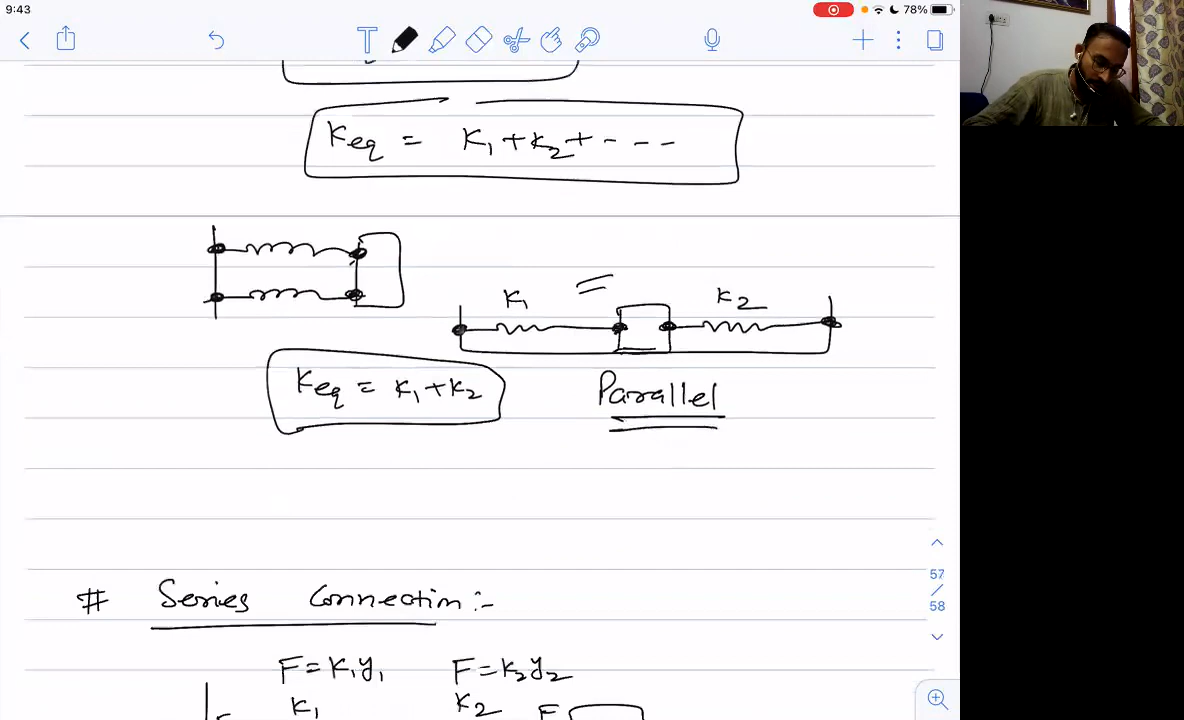 9:43
78%
T
Keq = K1+K2+- - -
K1 = K2
Keq = K1+K2
Parallel
57
/
58
# Series Connectim:-
F=K1y1 F=K2y2
K1 K2 F